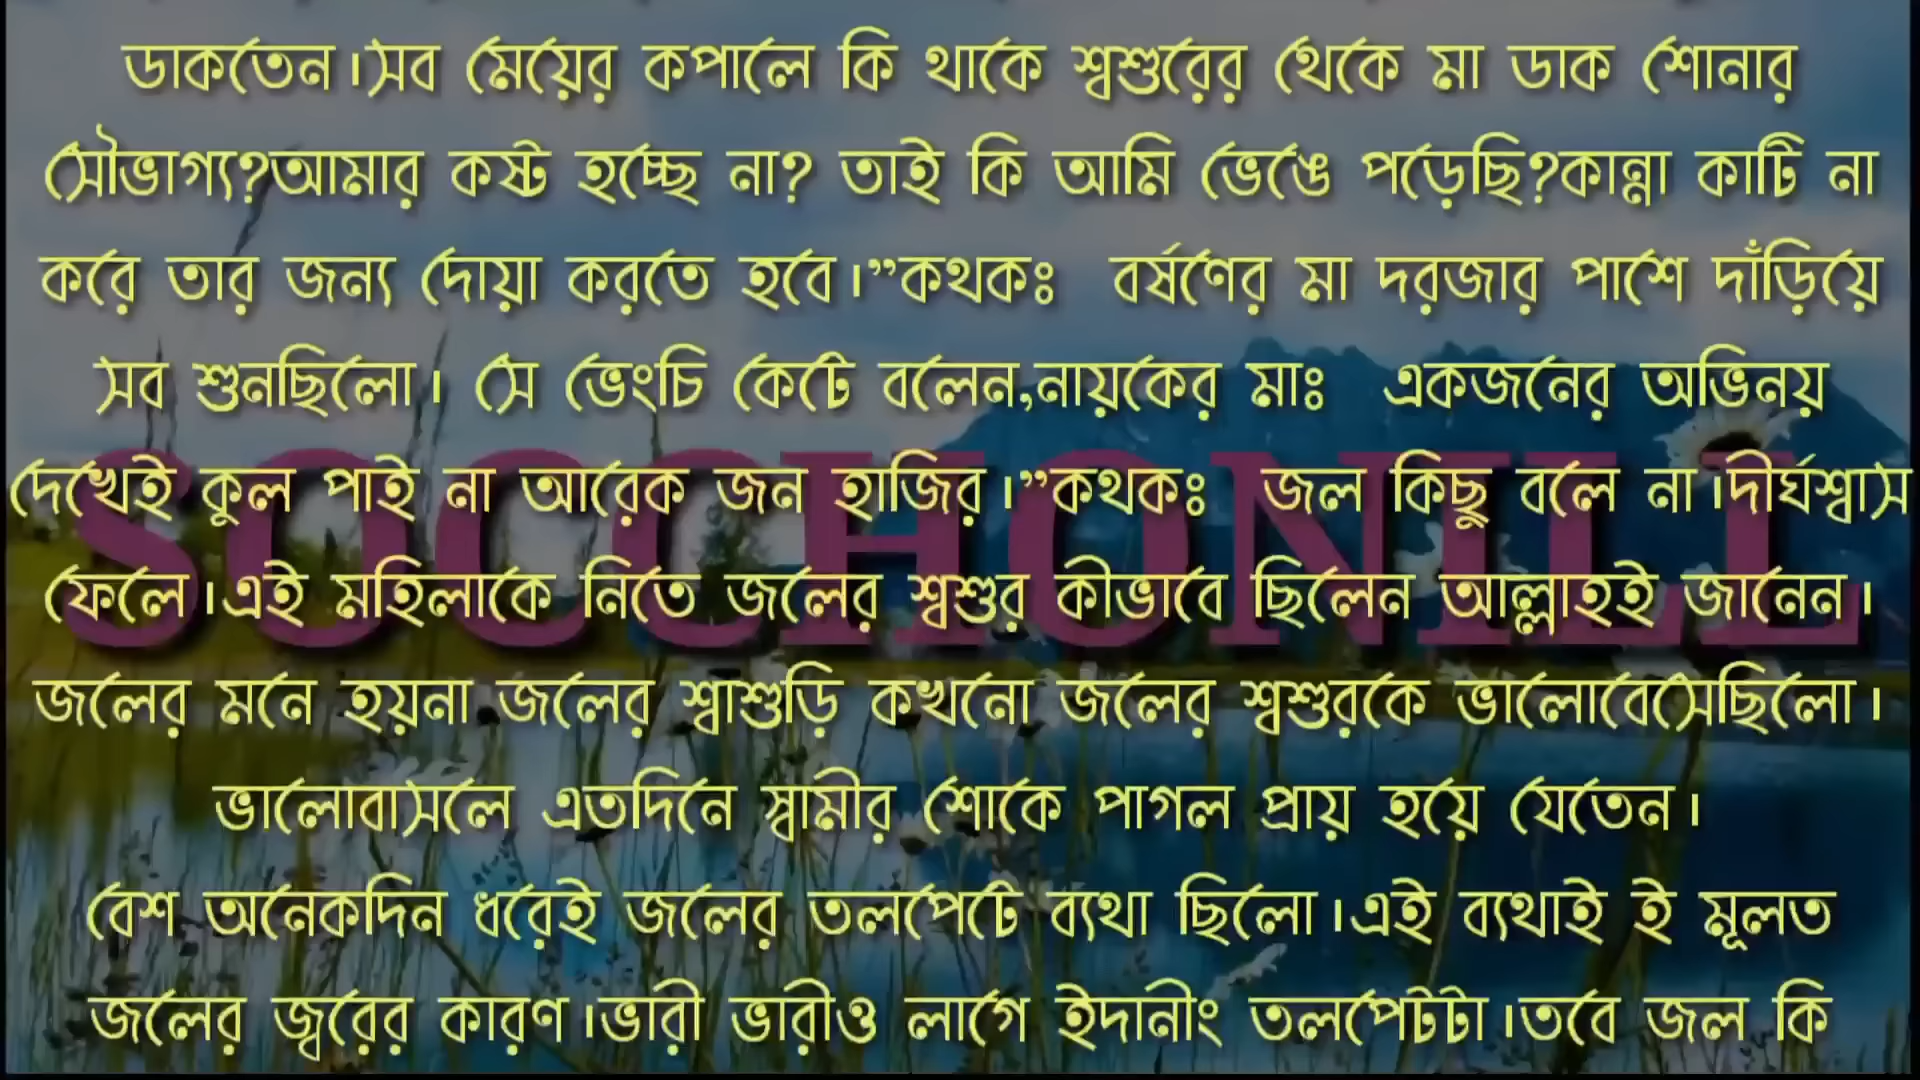 ডাকতেন।সব মেয়ের কপালে কি থাকে শ্বশুরের থেকে মা ডাক শোনার
সৌভাগ্য?আমার কষ্ট হচ্ছে না? তাই কি আমি ভেঙে পড়েছি?কান্না কাটি না
করে তার জন্য দোয়া করতে হবে।”কথকঃ বর্ষণের মা দরজার পাশে দাঁড়িয়ে
সব শুনছিলো। সে ভেংচি কেটে বলেন,নায়কের মাঃ একজনের অভিনয়
দেখেই কুল পাই না আরেক জন হাজির।”কথকঃ জল কিছু বলে না।দীর্ঘশ্বাস
ফেলে।এই মহিলাকে নিতে জলের শ্বশুর কীভাবে ছিলেন আল্লাহই জানেন।
জলের মনে হয়না জলের শ্বাশুড়ি কখনো জলের শ্বশুরকে ভালোবেসেছিলো।
ভালোবাসলে এতদিনে স্বামীর শোকে পাগল প্রায় হয়ে যেতেন।
বেশ অনেকদিন ধরেই জলের তলপেটে ব্যথা ছিলো।এই ব্যথাই ই মূলত
জলের জ্বরের কারণ।ভারী ভারীও লাগে ইদানীং তলপেটটা।তবে জল কি
SOCCHONILL